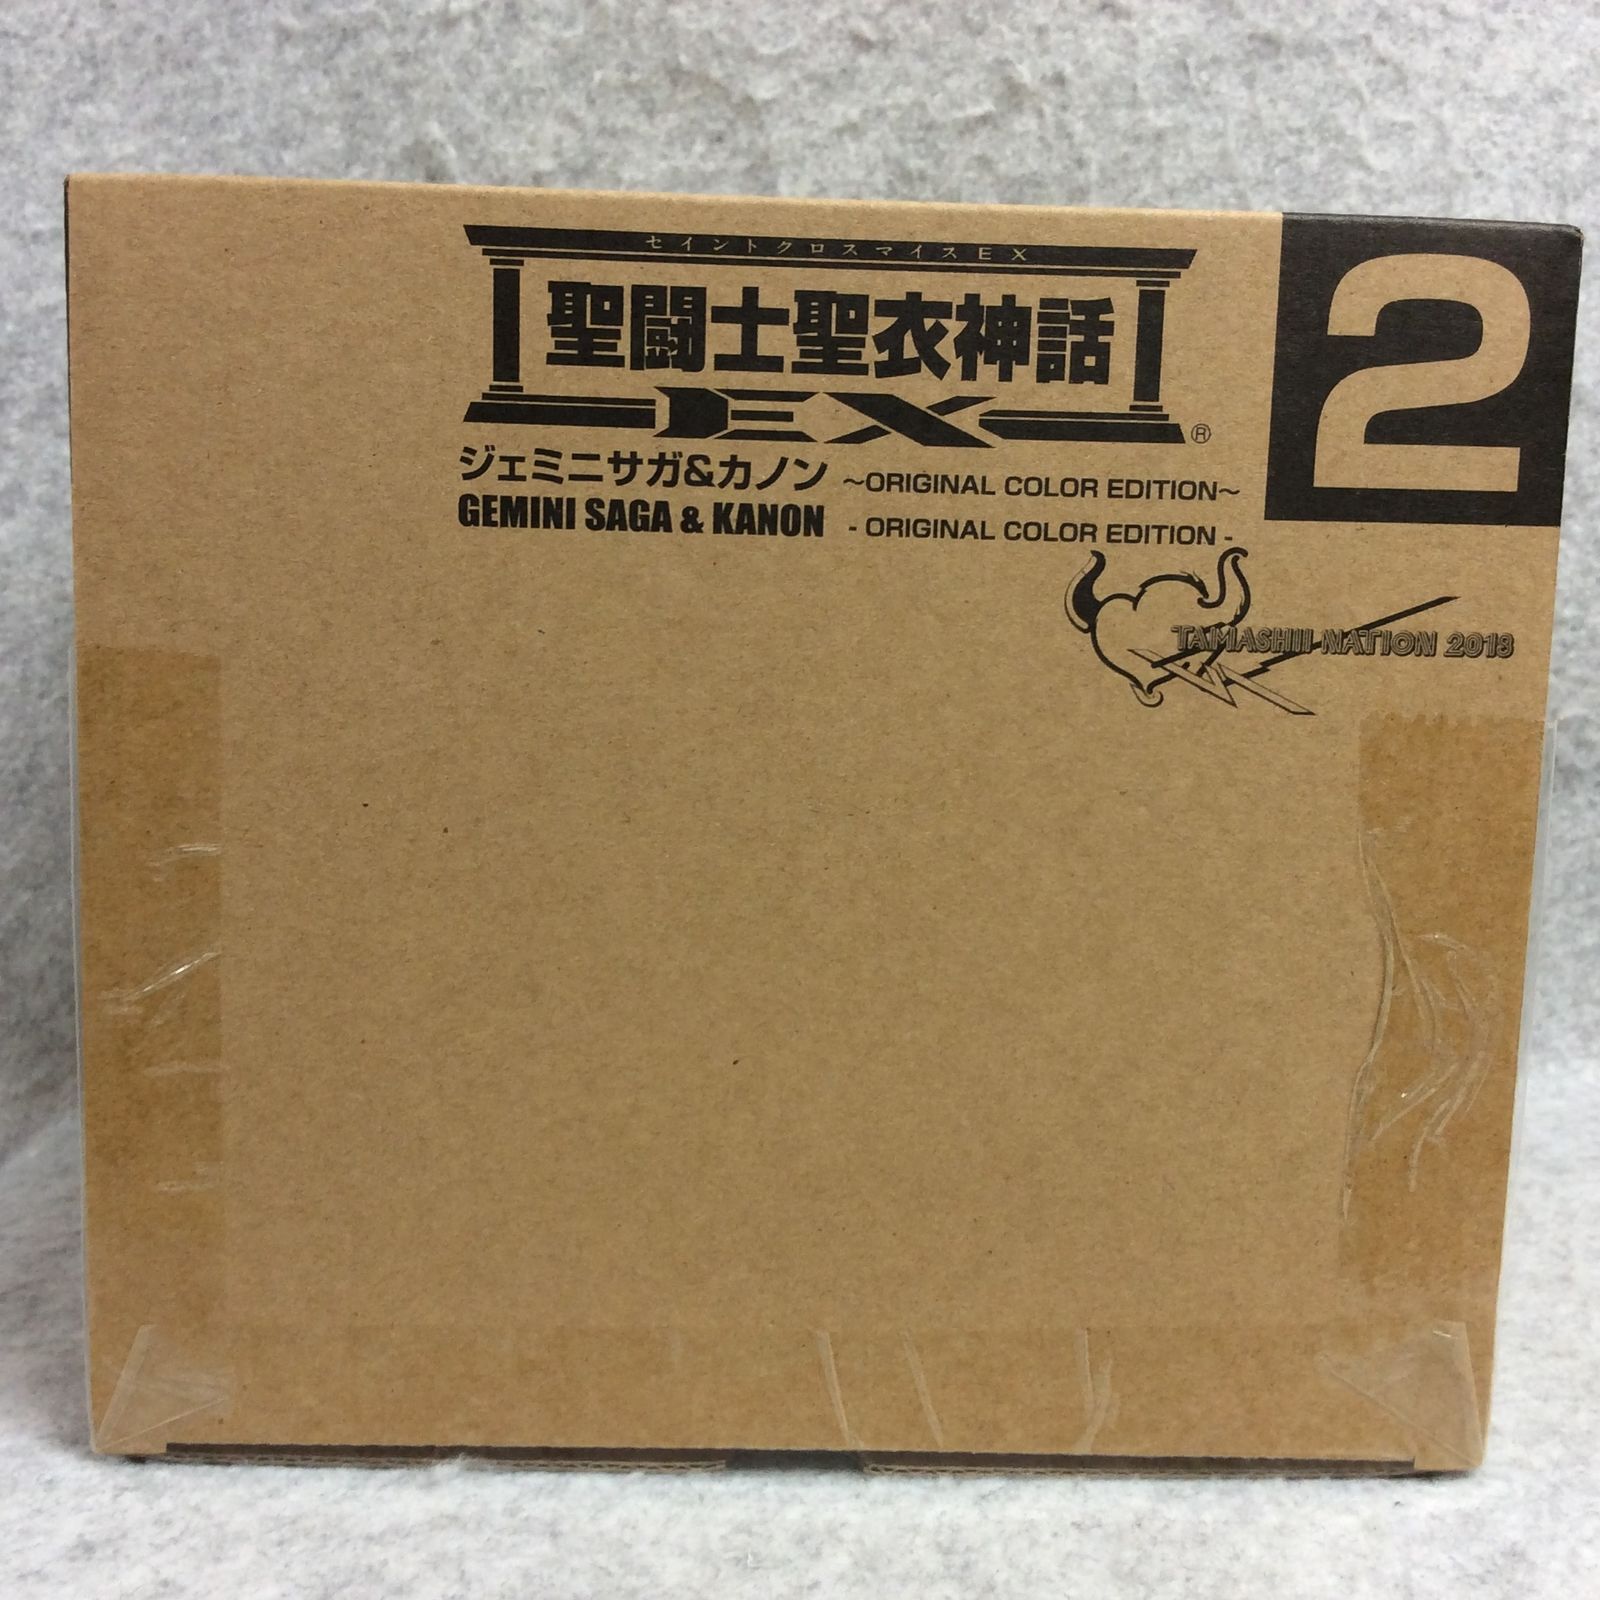 セイントクロスマイスEX
聖闘士聖衣神話
EX®
ジェミニサガ&カノン ～ORIGINAL COLOR EDITION～
GEMINI SAGA & KANON - ORIGINAL COLOR EDITION -
2
TAMASHII NATION 2013